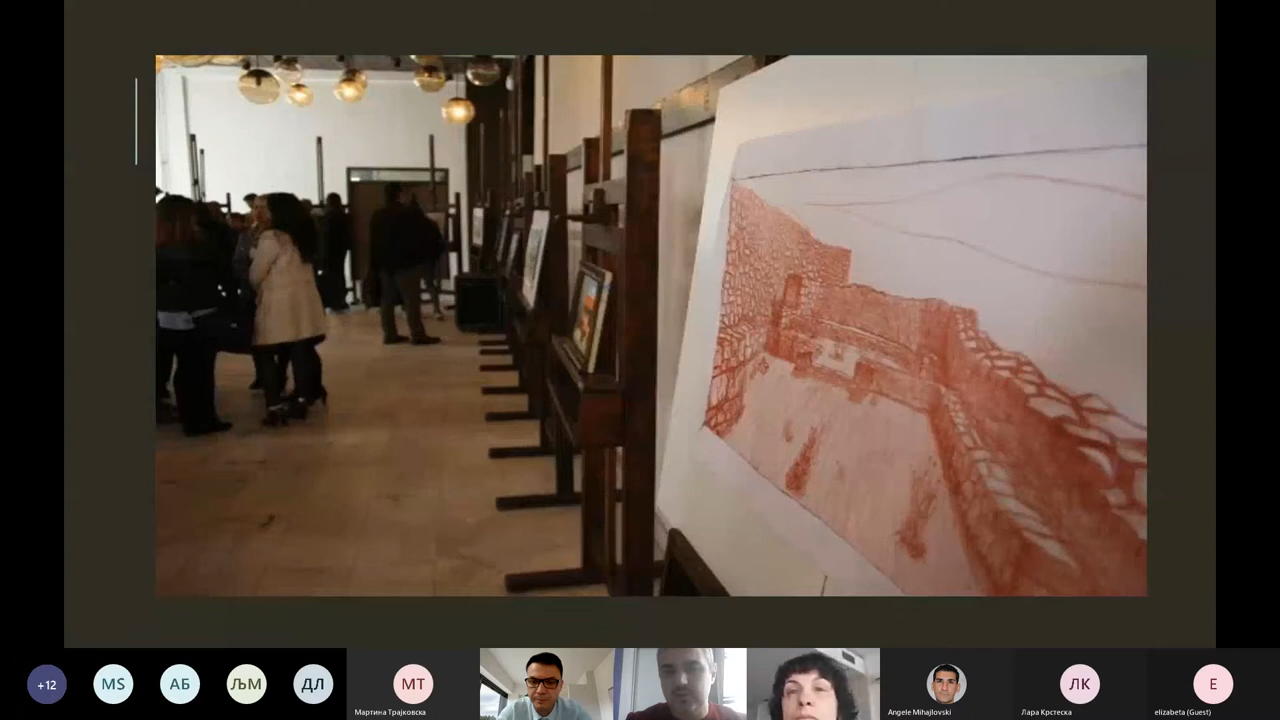 +12
MS
АБ
ЉМ
ДЛ
МТ
Мартина Трајковска
Angele Mihajlovski
ЛК
Лара Крстеска
E
elizabeta (Guest)